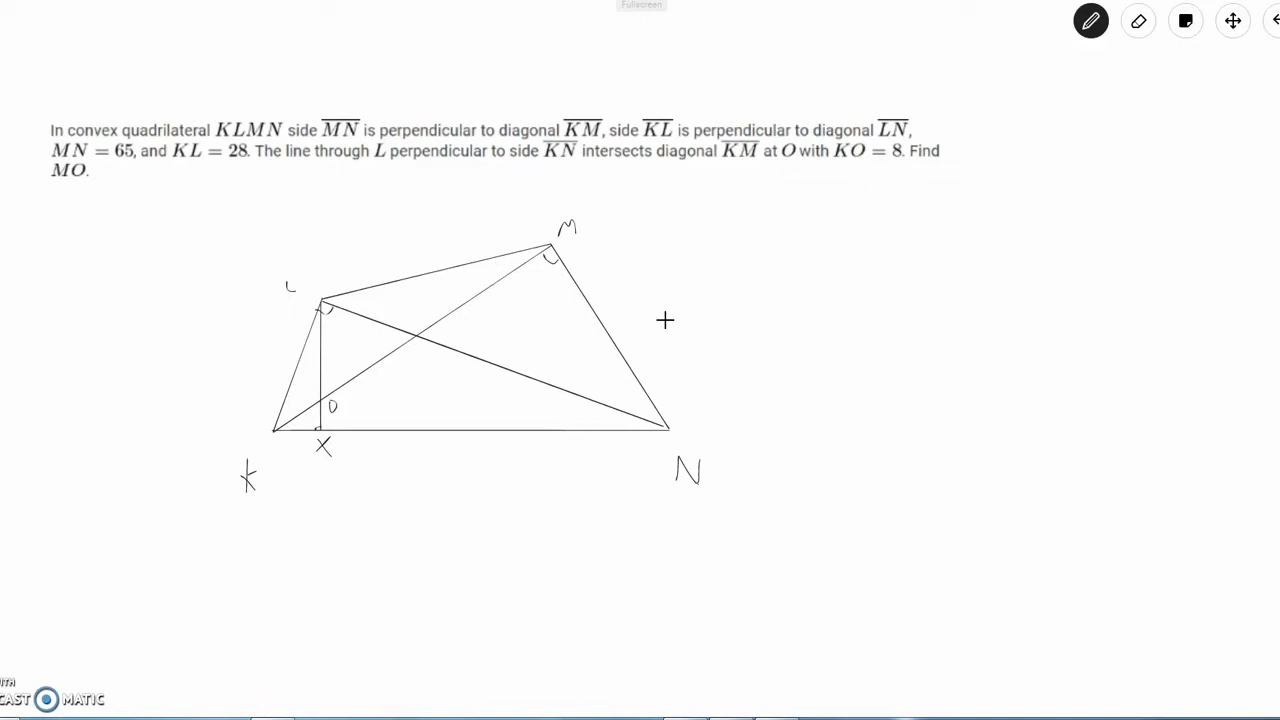 Fullscreen
In convex quadrilateral KLMN side MN is perpendicular to diagonal KM, side KL is perpendicular to diagonal LN,
MN = 65, and KL = 28. The line through L perpendicular to side KN intersects diagonal KM at O with KO = 8. Find
MO.
M
L
O
X
K
N
WITH
CAST MATIC